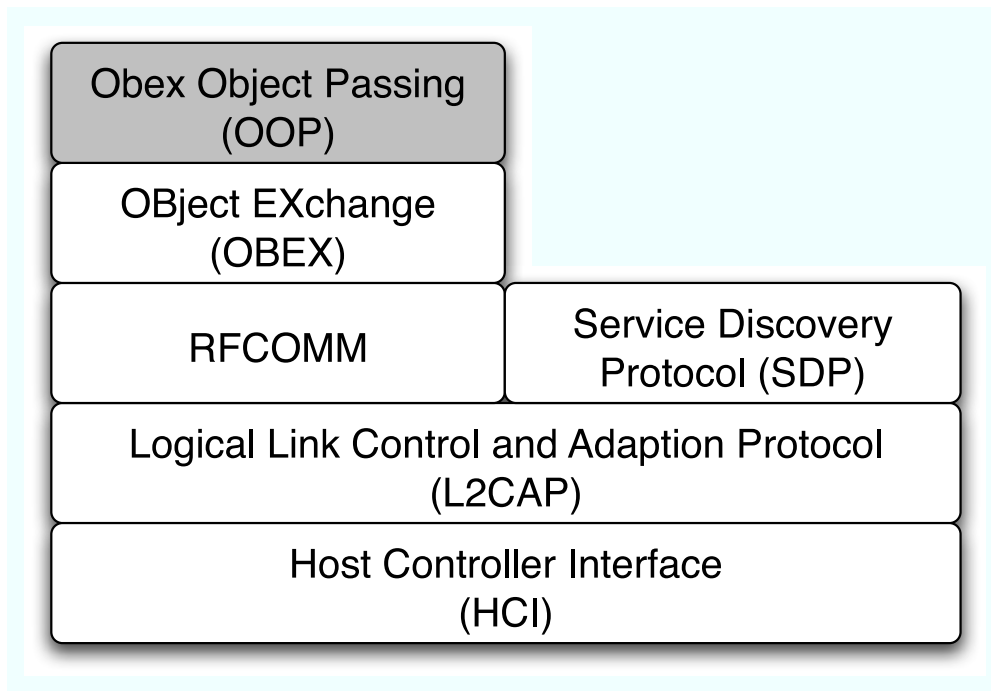 Obex Object Passing
(OOP)
OBject EXchange
(OBEX)
RFCOMM
Service Discovery
Protocol (SDP)
Logical Link Control and Adaption Protocol
(L2CAP)
Host Controller Interface
(HCI)